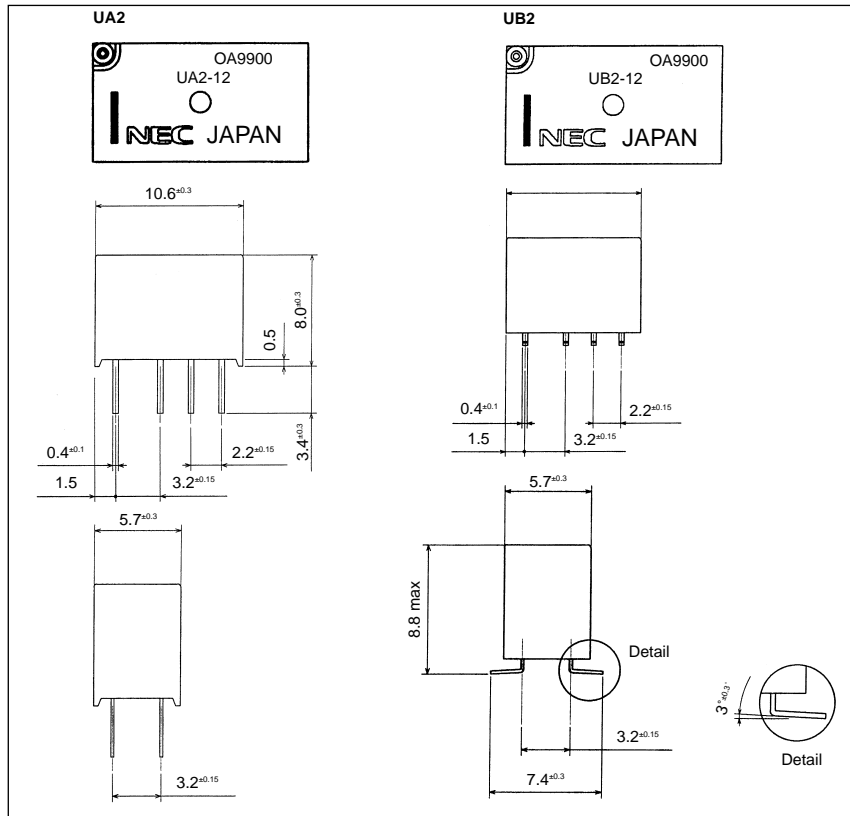 UA2
OA9900
UA2-12
NEC JAPAN
10.6±0.3
8.0±0.3
0.5
3.4±0.3
0.4±0.1
2.2±0.15
1.5
3.2±0.15
5.7±0.3
3.2±0.15
UB2
OA9900
UB2-12
NEC JAPAN
0.4±0.1
2.2±0.15
1.5
3.2±0.15
5.7±0.3
8.8 max
Detail
3.2±0.15
7.4±0.3
3°±0.3°
Detail